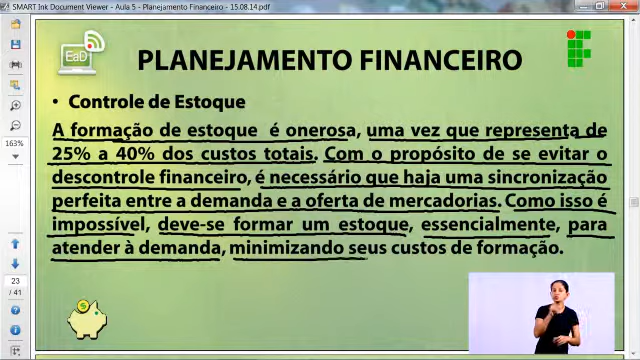 SMART Ink Document Viewer - Aula 5 - Planejamento Financeiro - 15.08.14.pdf
EaD
PLANEJAMENTO FINANCEIRO
• Controle de Estoque
A formação de estoque é onerosa, uma vez que representa de
25% a 40% dos custos totais. Com o propósito de se evitar o
descontrole financeiro, é necessário que haja uma sincronização
perfeita entre a demanda e a oferta de mercadorias. Como isso é
impossível, deve-se formar um estoque, essencialmente, para
atender à demanda, minimizando seus custos de formação.
163%
23
/ 41
$